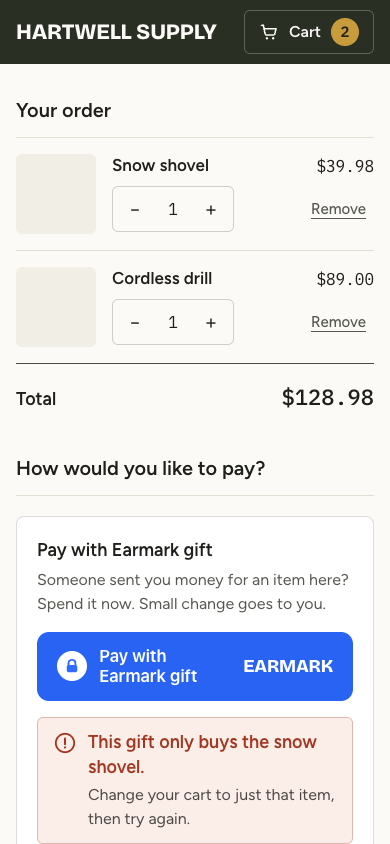 HARTWELL SUPPLY
Cart 2
Your order
Snow shovel $39.98
− 1 + Remove
Cordless drill $89.00
− 1 + Remove
Total $128.98
How would you like to pay?
Pay with Earmark gift
Someone sent you money for an item here?
Spend it now. Small change goes to you.
Pay with
Earmark gift
EARMARK
This gift only buys the snow
shovel.
Change your cart to just that item,
then try again.